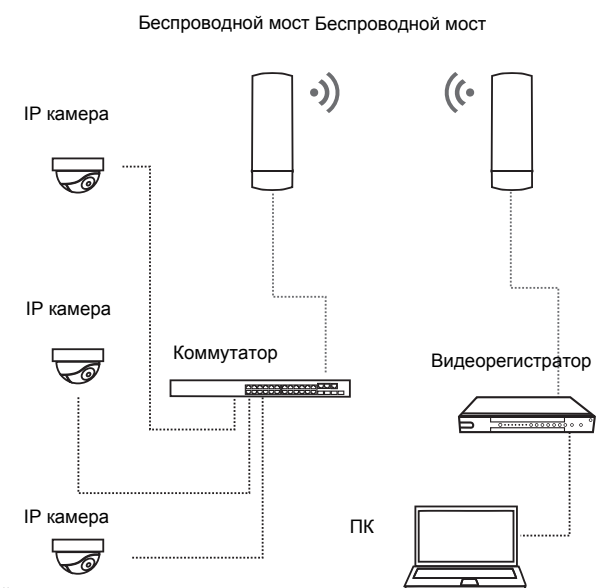 Беспроводной мост Беспроводной мост
IP камера
IP камера
Коммутатор
Видеорегистратор
IP камера
ПК